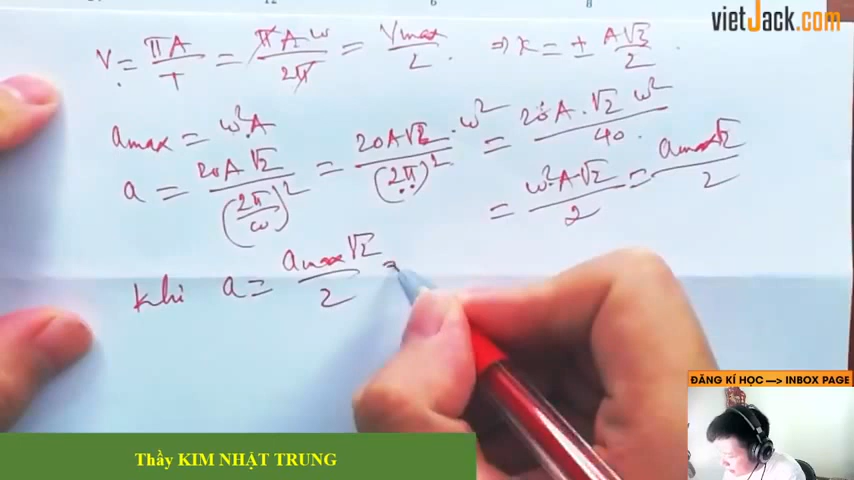 vietJack.com
V = πA/T = πAω/2π = Vmax/2 ⇒ x = ± A√2/2
amax = ω²A
a = 20A√2/(2π/ω)² = 20A√2/(2π)² · ω² = 20A·√2 ω²/40
= ω²A√2/2 = amax√2/2
Khi a = amax√2/2
ĐĂNG KÍ HỌC —> INBOX PAGE
Thầy KIM NHẬT TRUNG